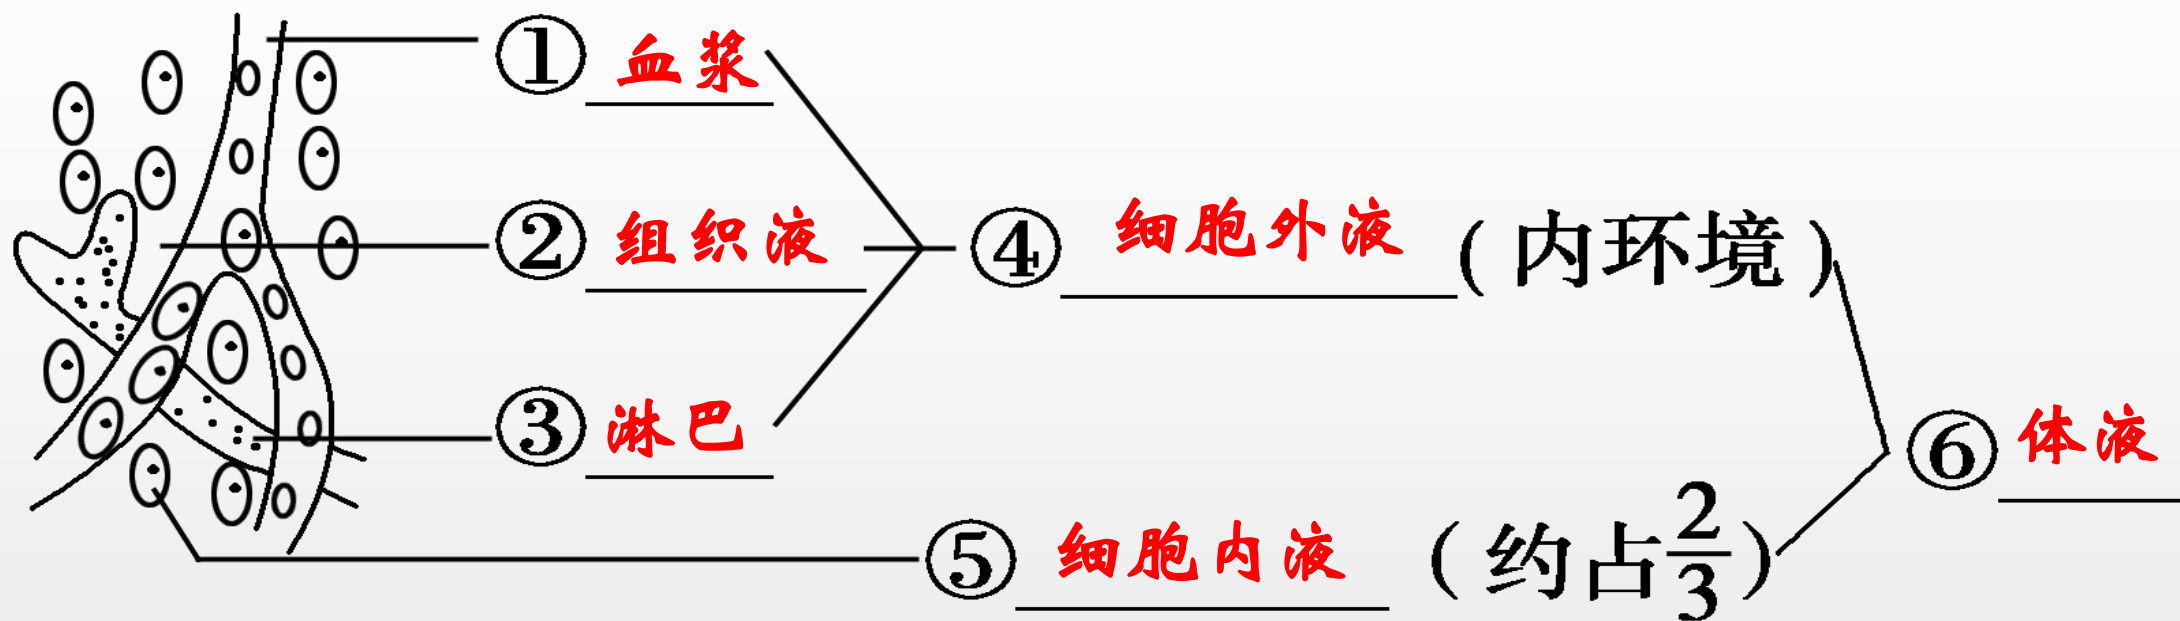 ① 血浆
② 组织液
④ 细胞外液 (内环境)
③ 淋巴
⑥ 体液
⑤ 细胞内液 (约占2/3)